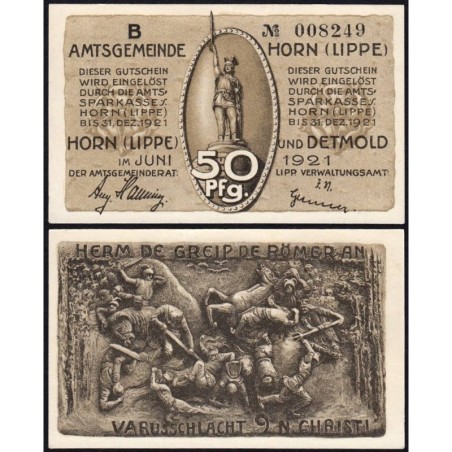 B
№ 008249
AMTSGEMEINDE HORN (LIPPE)
DIESER GUTSCHEIN
WIRD EINGELÖST
DURCH DIE AMTS-
SPARKASSE I.
HORN (LIPPE)
BIS 31. DEZ. 1921
DIESER GUTSCHEIN
WIRD EINGELÖST
DURCH DIE AMTS-
SPARKASSE I.
HORN (LIPPE)
BIS 31. DEZ. 1921
HORN (LIPPE) UND DETMOLD
IM JUNI 1921
DER AMTSGEMEINDERAT. LIPP. VERWALTUNGSAMT
50
Pfg.
HERM. DE GREIP DE RÖMER AN
VARUSSCHLACHT 9 N. CHRISTI